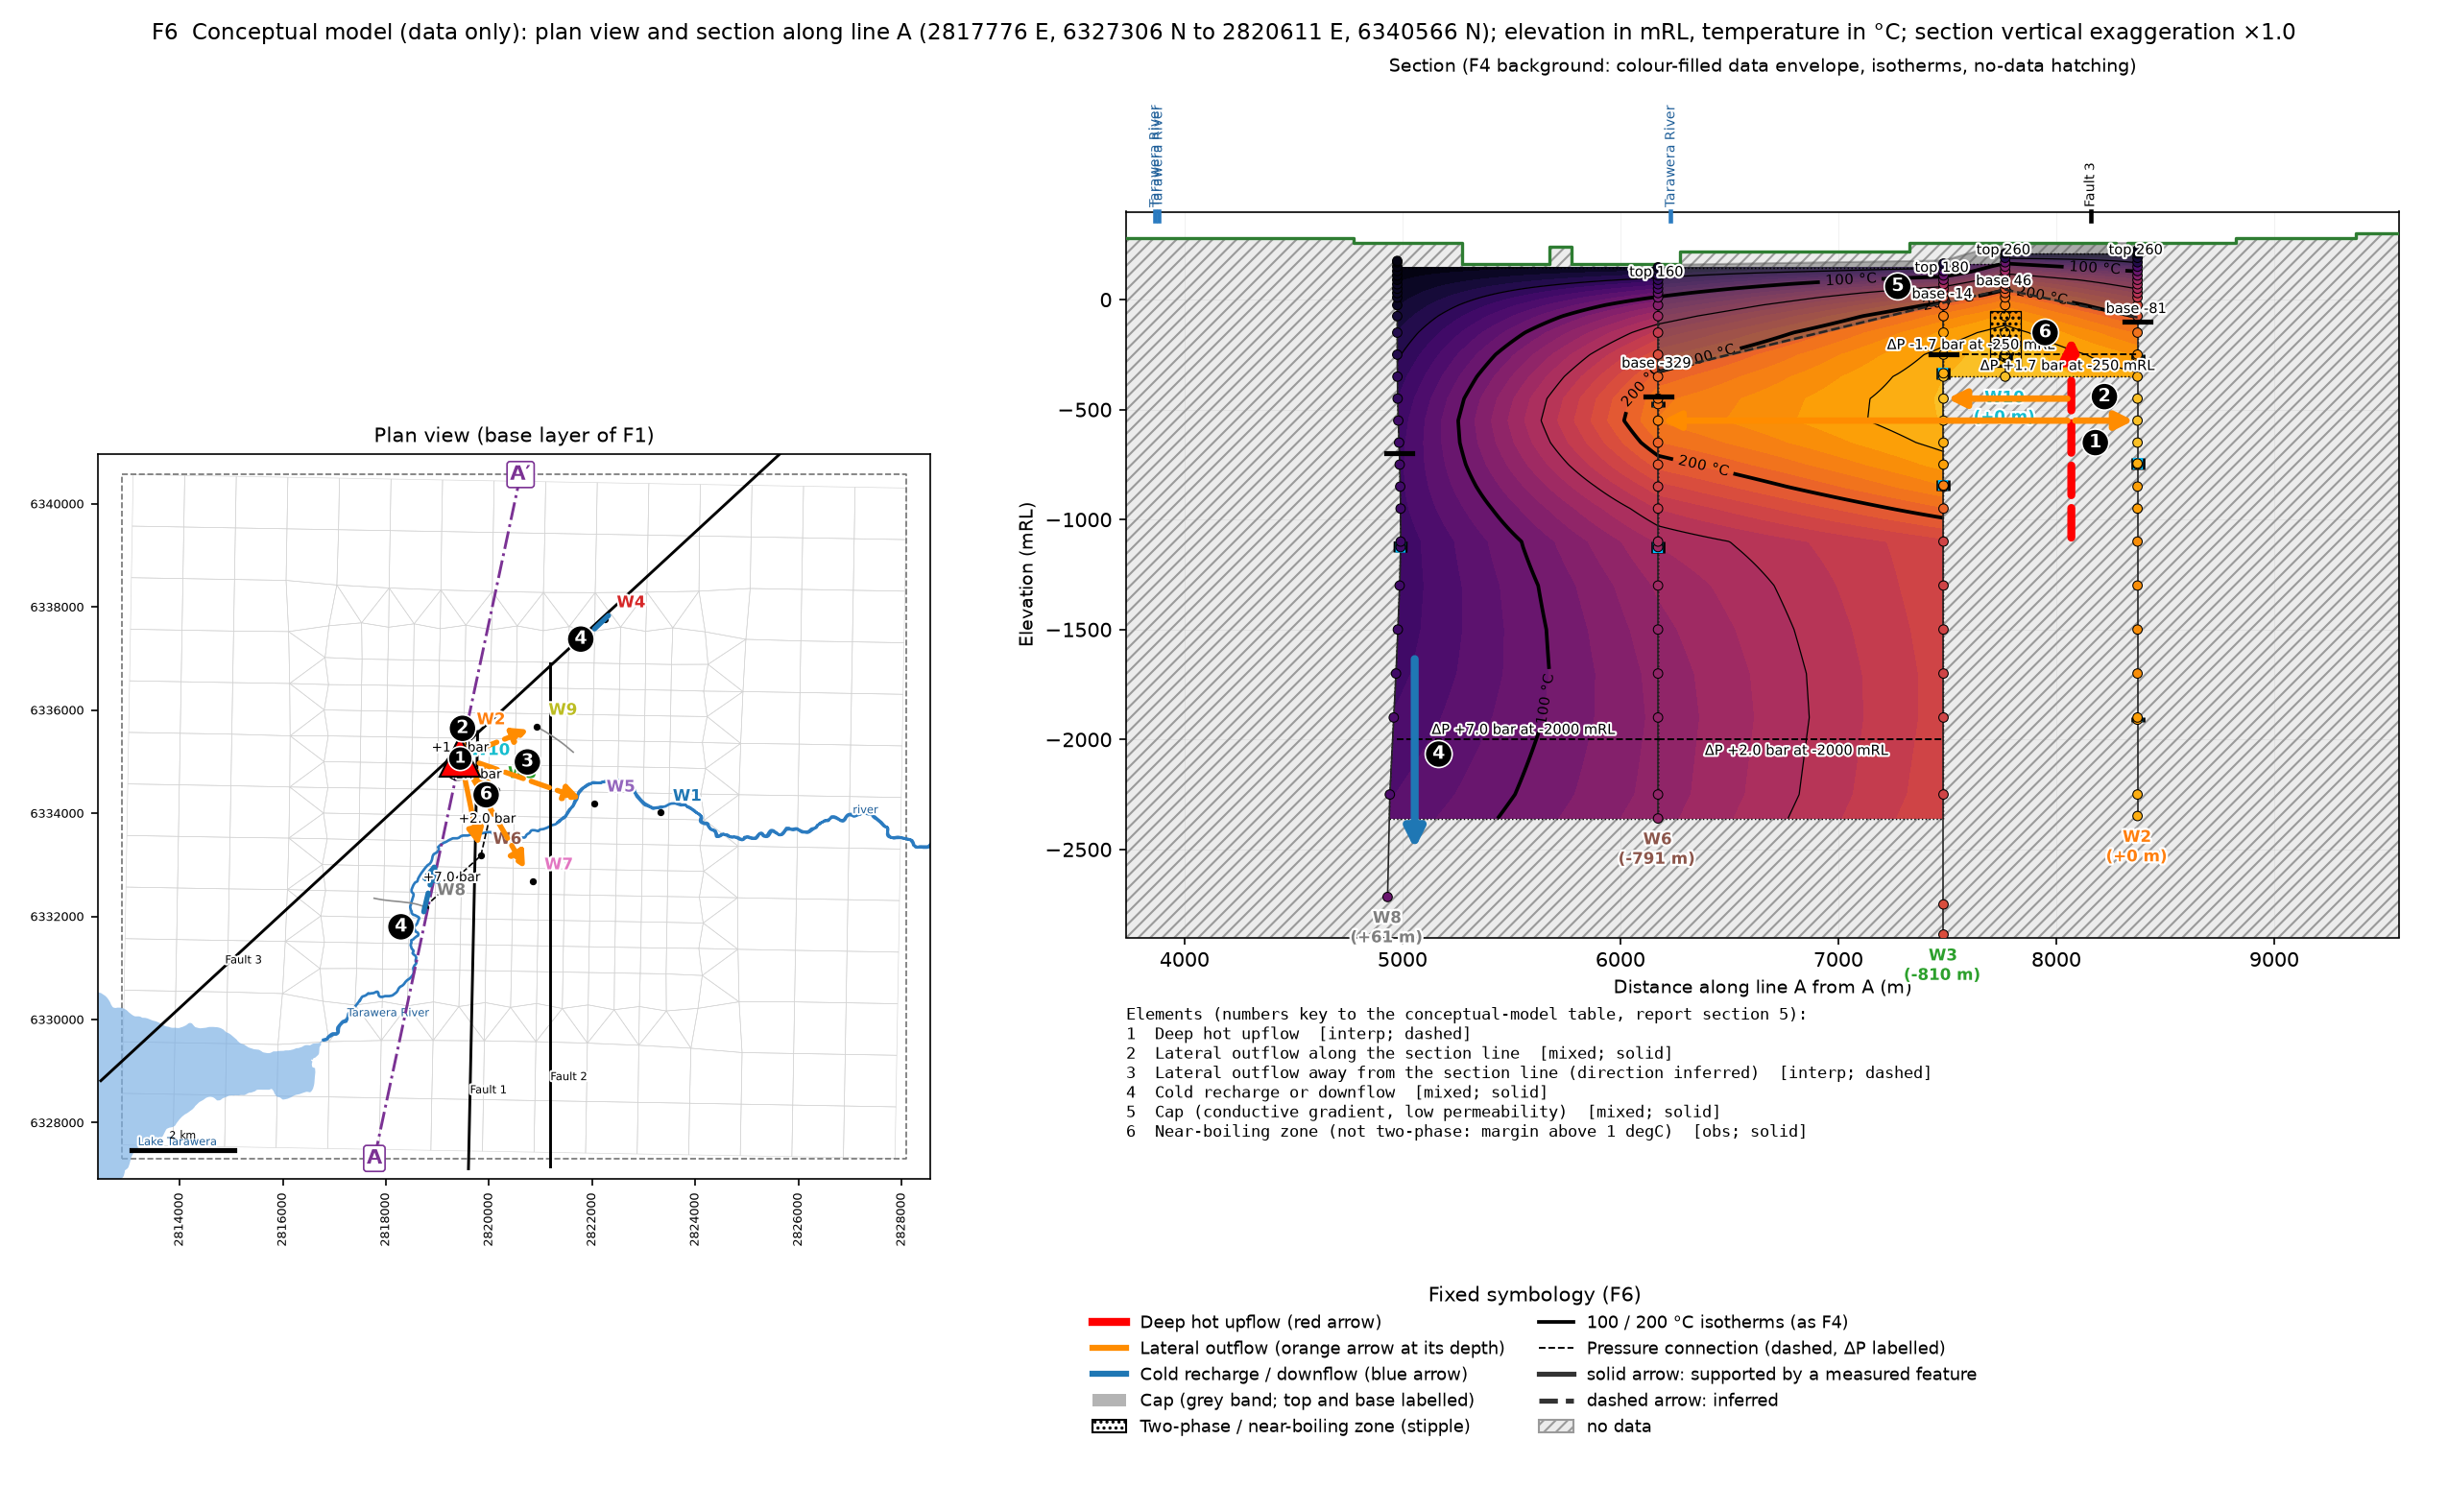 F6  Conceptual model (data only): plan view and section along line A (2817776 E, 6327306 N to 2820611 E, 6340566 N); elevation in mRL, temperature in °C; section vertical exaggeration ×1.0
Section (F4 background: colour-filled data envelope, isotherms, no-data hatching)
Tarawera River
Tarawera River
Tarawera River
Fault 3
top 160
top 180
top 260
top 260
100 °C
100 °C
5
base 46
base -14
200 °C
base -81
6
ΔP -1.7 bar at -250 mRL
ΔP +1.7 bar at -250 mRL
base -329
200 °C
2
W10
(+0 m)
1
200 °C
100 °C
ΔP +7.0 bar at -2000 mRL
ΔP +2.0 bar at -2000 mRL
4
W6
(-791 m)
W2
(+0 m)
W8
(+61 m)
W3
(-810 m)
0
−500
−1000
−1500
−2000
−2500
Elevation (mRL)
4000
5000
6000
7000
8000
9000
Distance along line A from A (m)
Plan view (base layer of F1)
A′
6340000
6338000
6336000
6334000
6332000
6330000
6328000
W4
4
W9
W2
2
1
3
6
W5
W1
river
+2.0 bar
W6
W7
+7.0 bar
W8
4
Fault 3
Tarawera River
Fault 2
Fault 1
2 km
Lake Tarawera
A
2814000
2816000
2818000
2820000
2822000
2824000
2826000
2828000
Elements (numbers key to the conceptual-model table, report section 5):
1  Deep hot upflow  [interp; dashed]
2  Lateral outflow along the section line  [mixed; solid]
3  Lateral outflow away from the section line (direction inferred)  [interp; dashed]
4  Cold recharge or downflow  [mixed; solid]
5  Cap (conductive gradient, low permeability)  [mixed; solid]
6  Near-boiling zone (not two-phase: margin above 1 degC)  [obs; solid]
Fixed symbology (F6)
Deep hot upflow (red arrow)
Lateral outflow (orange arrow at its depth)
Cold recharge / downflow (blue arrow)
Cap (grey band; top and base labelled)
Two-phase / near-boiling zone (stipple)
100 / 200 °C isotherms (as F4)
Pressure connection (dashed, ΔP labelled)
solid arrow: supported by a measured feature
dashed arrow: inferred
no data